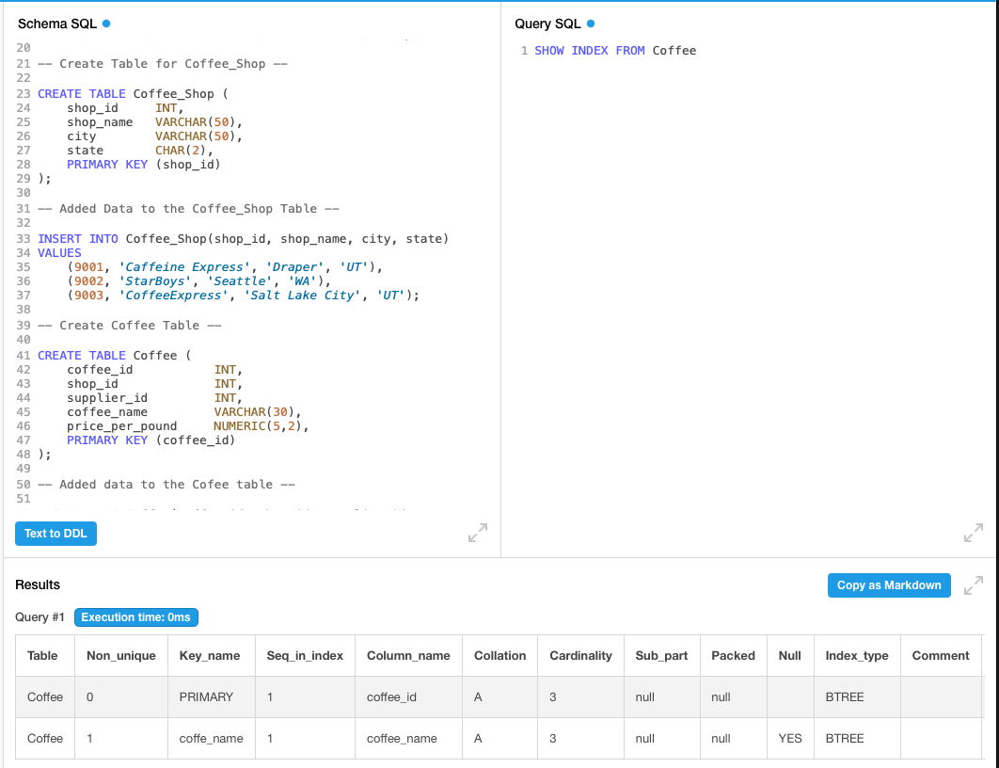 Schema SQL
20
21 -- Create Table for Coffee_Shop --
22
23 CREATE TABLE Coffee_Shop (
24 shop_id INT,
25 shop_name VARCHAR(50),
26 city VARCHAR(50),
27 state CHAR(2),
28 PRIMARY KEY (shop_id)
29 );
30
31 -- Added Data to the Coffee_Shop Table --
32
33 INSERT INTO Coffee_Shop(shop_id, shop_name, city, state)
34 VALUES
35 (9001, 'Caffeine Express', 'Draper', 'UT'),
36 (9002, 'StarBoys', 'Seattle', 'WA'),
37 (9003, 'CoffeeExpress', 'Salt Lake City', 'UT');
38
39 -- Create Coffee Table --
40
41 CREATE TABLE Coffee (
42 coffee_id INT,
43 shop_id INT,
44 supplier_id INT,
45 coffee_name VARCHAR(30),
46 price_per_pound NUMERIC(5,2),
47 PRIMARY KEY (coffee_id)
48 );
49
50 -- Added data to the Cofee table --
51
Text to DDL
Query SQL
1 SHOW INDEX FROM Coffee
Results
Copy as Markdown
Query #1 Execution time: 0ms
Table Non_unique Key_name Seq_in_index Column_name Collation Cardinality Sub_part Packed Null Index_type Comment
Coffee 0 PRIMARY 1 coffee_id A 3 null null BTREE
Coffee 1 coffe_name 1 coffee_name A 3 null null YES BTREE